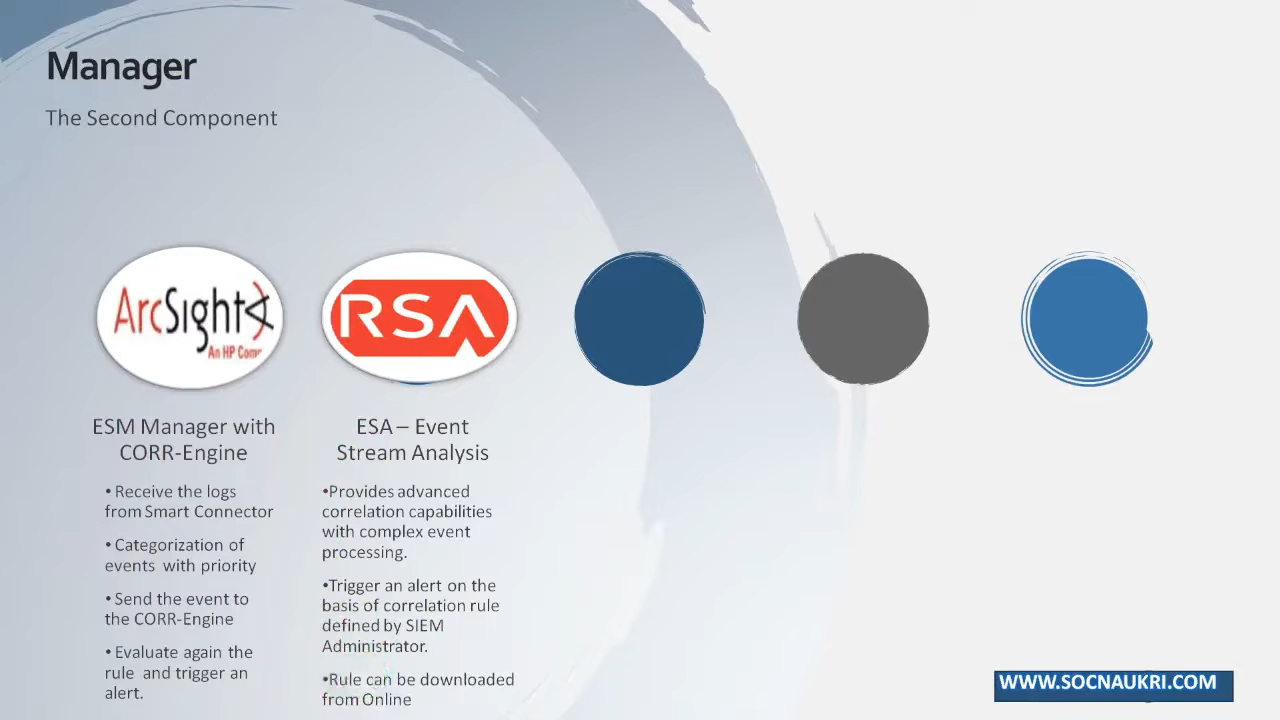 Manager
The Second Component
ArcSight
An HP Com
RSA
ESM Manager with
CORR-Engine
• Receive the logs
from Smart Connector
• Categorization of
events with priority
• Send the event to
the CORR-Engine
• Evaluate again the
rule and trigger an
alert.
ESA – Event
Stream Analysis
•Provides advanced
correlation capabilities
with complex event
processing.
•Trigger an alert on the
basis of correlation rule
defined by SIEM
Administrator.
•Rule can be downloaded
from Online
WWW.SOCNAUKRI.COM